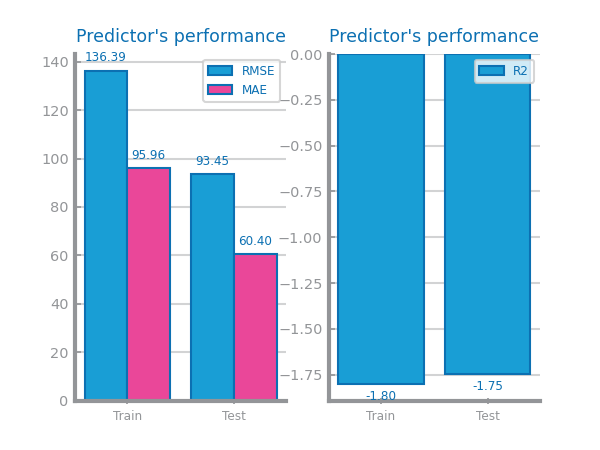 Predictor's performance
140
120
100
80
60
40
20
0
136.39
95.96
93.45
60.40
RMSE
MAE
Train
Test
Predictor's performance
0.00
−0.25
−0.50
−0.75
−1.00
−1.25
−1.50
−1.75
R2
-1.80
-1.75
Train
Test